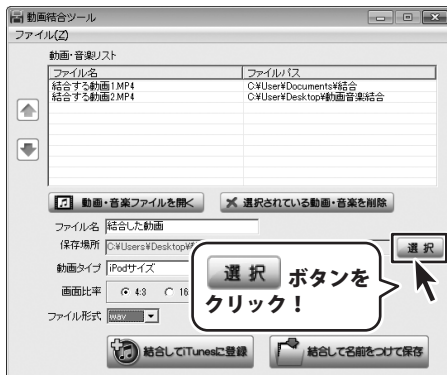 動画結合ツール
ファイル(Z)
動画・音楽リスト
ファイル名 ファイルパス
結合する動画1.MP4 C:¥User¥Documents¥結合
結合する動画2.MP4 C:¥User¥Desktop¥動画音楽結合
動画・音楽ファイルを開く 選択されている動画・音楽を削除
ファイル名 結合した動画
保存場所 C:¥Users¥Desktop¥ 選択
動画タイプ iPodサイズ
画面比率 4:3 16
ファイル形式 wav
選択 ボタンを
クリック！
結合してiTunesに登録 結合して名前をつけて保存